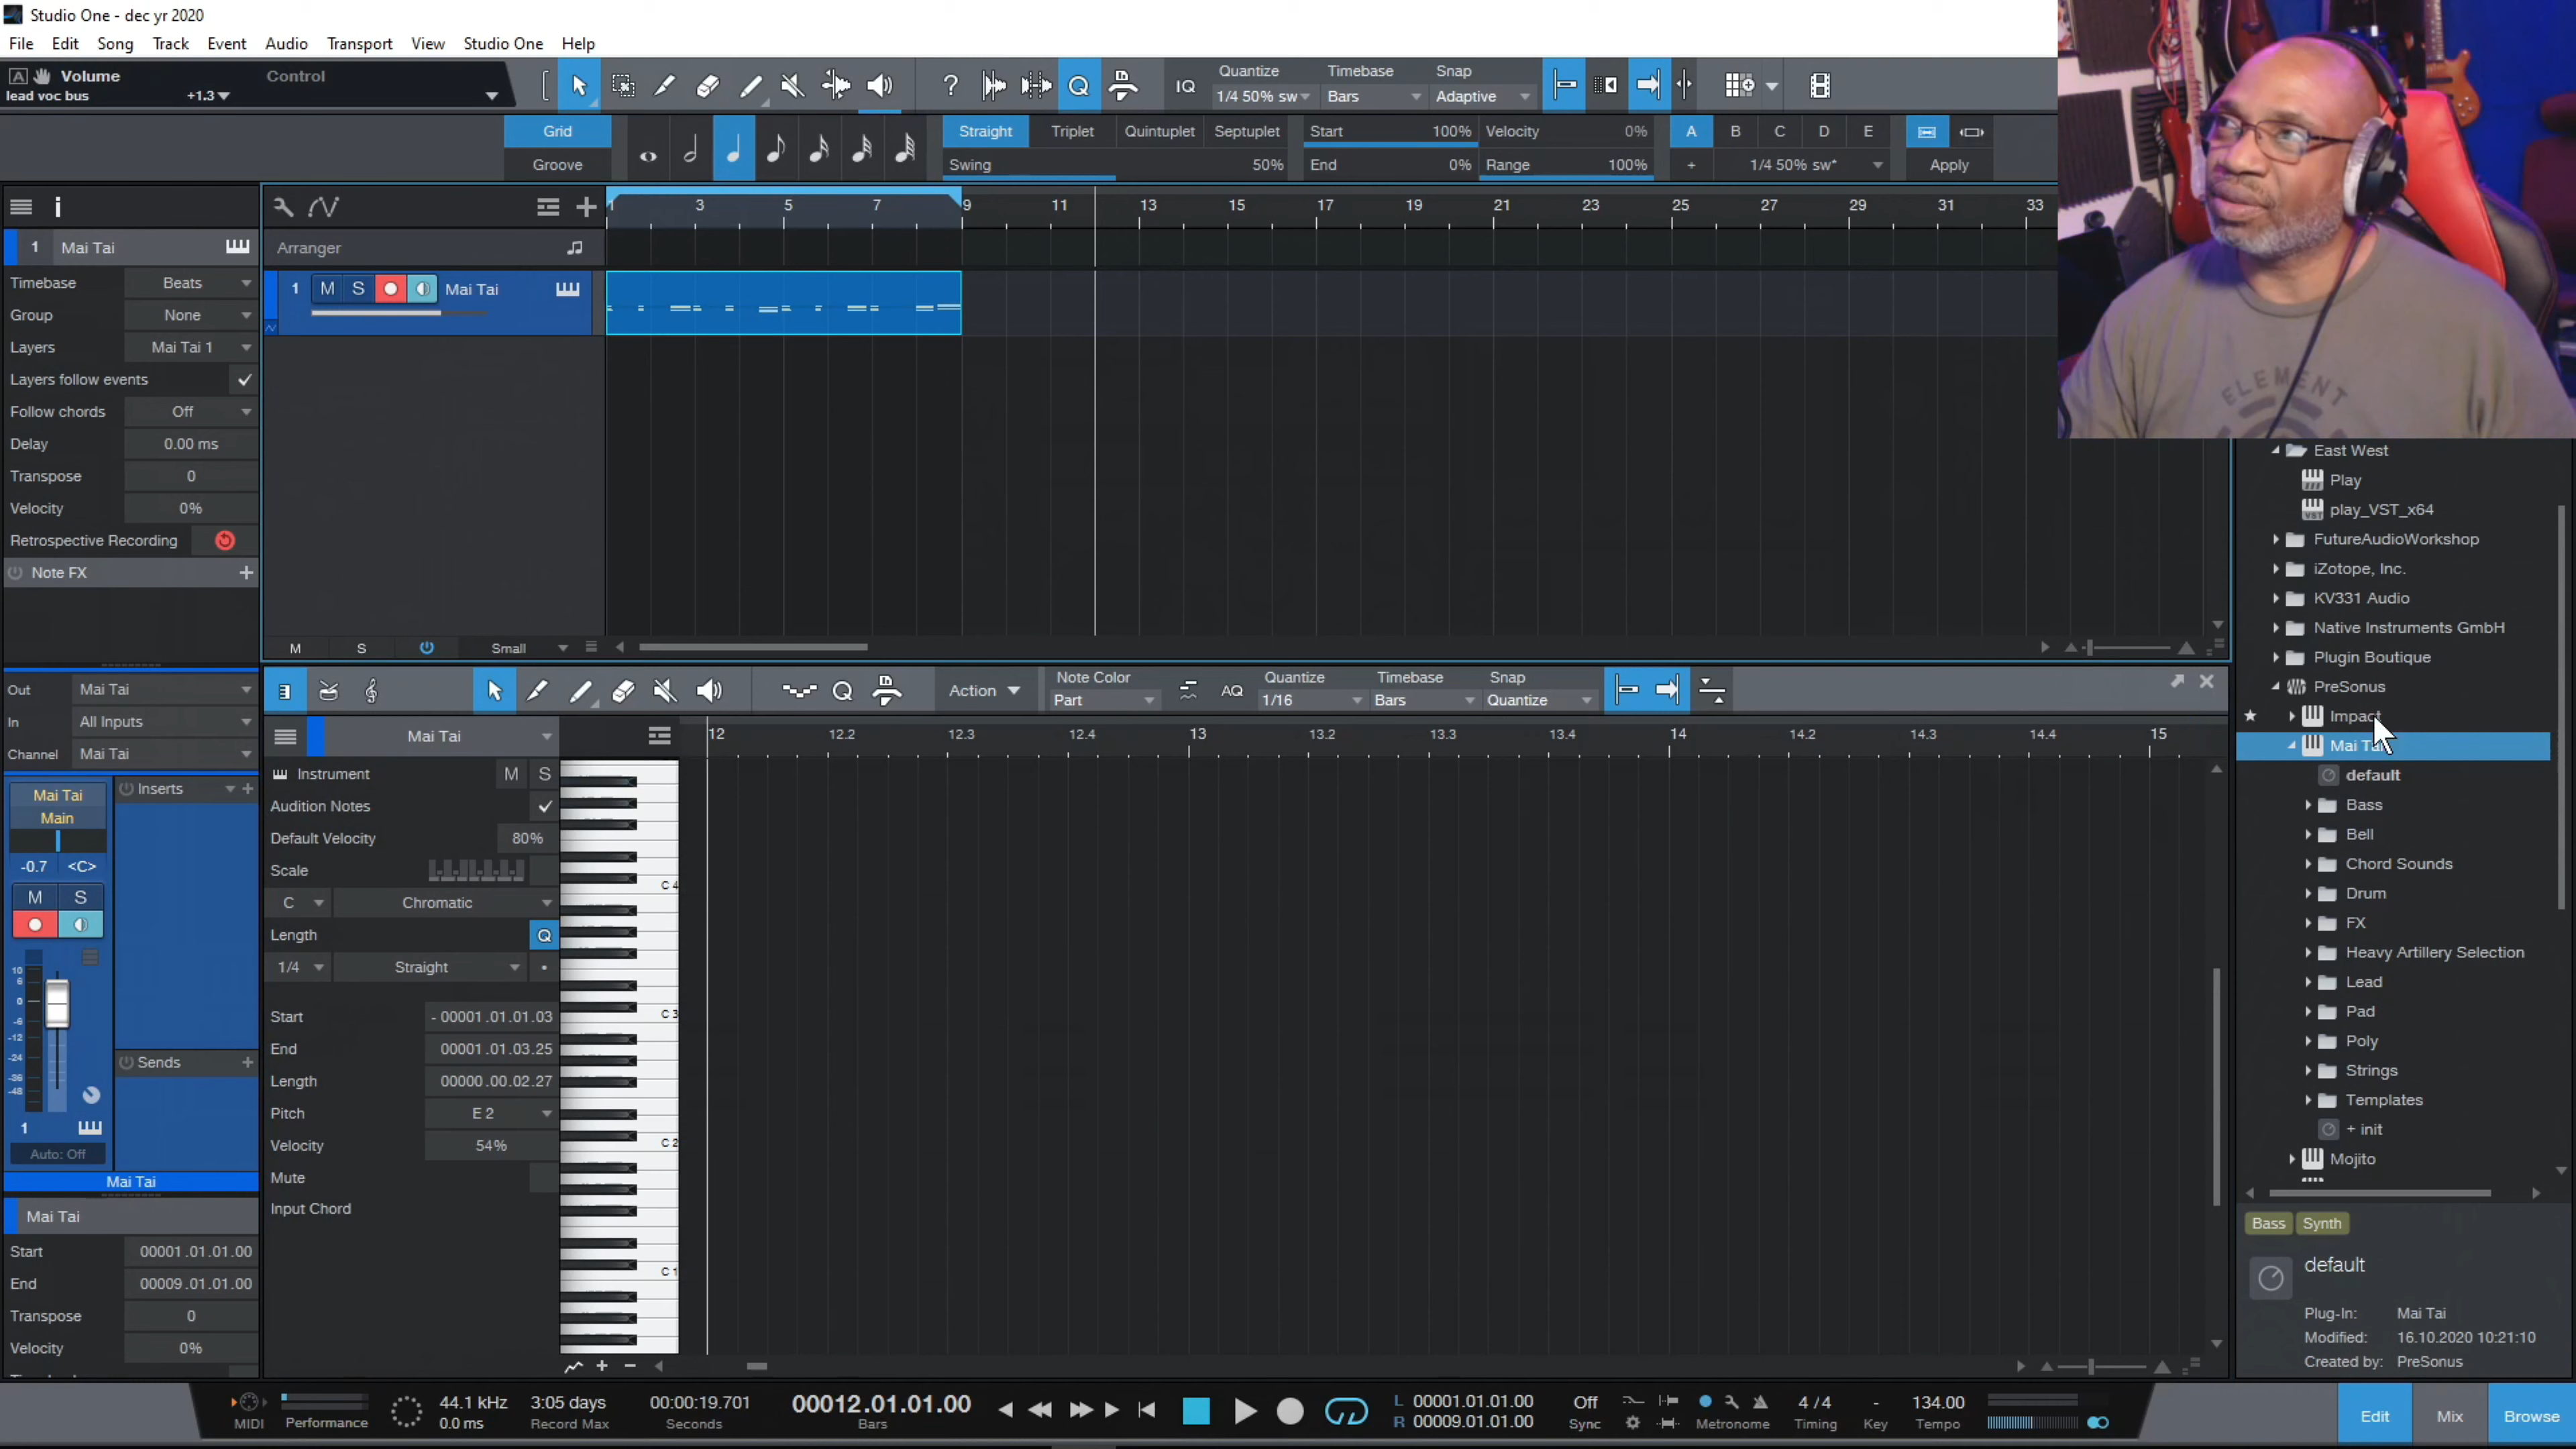 Studio One - dec yr 2020
File Edit Song Track Event Audio Transport View Studio One Help
A Volume Control
lead voc bus +1.3
? IQ Quantize Timebase Snap
1/4 50% sw Bars Adaptive
Grid Straight Triplet Quintuplet Septuplet Start 100% Velocity 0% A B C D E
Groove Swing 50% End 0% Range 100% + 1/4 50% sw* Apply
i 1 3 5 7 9 11 13 15 17 19 21 23 25 27 29 31 33
1 Mai Tai Arranger
1 M S Mai Tai
Timebase Beats
Group None
Layers Mai Tai 1
Layers follow events
Follow chords Off
Delay 0.00 ms
Transpose 0
Velocity 0%
Retrospective Recording
Note FX +
M S Small
Out Mai Tai
In All Inputs
Channel Mai Tai
Action Note Color AQ Quantize Timebase Snap
Part 1/16 Bars Quantize
Mai Tai 12 12.2 12.3 12.4 13 13.2 13.3 13.4 14 14.2 14.3 14.4 15
Instrument M S
Audition Notes
Default Velocity 80%
Scale
C Chromatic
Length Q
1/4 Straight
Start - 00001.01.01.03
End 00001.01.03.25
Length 00000.00.02.27
Pitch E 2
Velocity 54%
Mute
Input Chord
C 4
C 3
C 2
C 1
Mai Tai
Main
Inserts
-0.7 <C>
M S
10
6
0
-6
-12
-24
-36
-48
Sends
1
Auto: Off
Mai Tai
Mai Tai
Start 00001.01.01.00
End 00009.01.01.00
Transpose 0
Velocity 0%
ELEMENT
East West
Play
play_VST_x64
VST
FutureAudioWorkshop
iZotope, Inc.
KV331 Audio
Native Instruments GmbH
Plugin Boutique
PreSonus
Impact
Mai Tai
default
Bass
Bell
Chord Sounds
Drum
FX
Heavy Artillery Selection
Lead
Pad
Poly
Strings
Templates
+ init
Mojito
Bass Synth
default
Plug-In: Mai Tai
Modified: 16.10.2020 10:21:10
Created by: PreSonus
MIDI Performance 44.1 kHz 0.0 ms 3:05 days Record Max 00:00:19.701 Seconds 00012.01.01.00 Bars L 00001.01.01.00 R 00009.01.01.00 Off Sync Metronome 4 / 4 Timing - Key 134.00 Tempo Edit Mix Browse